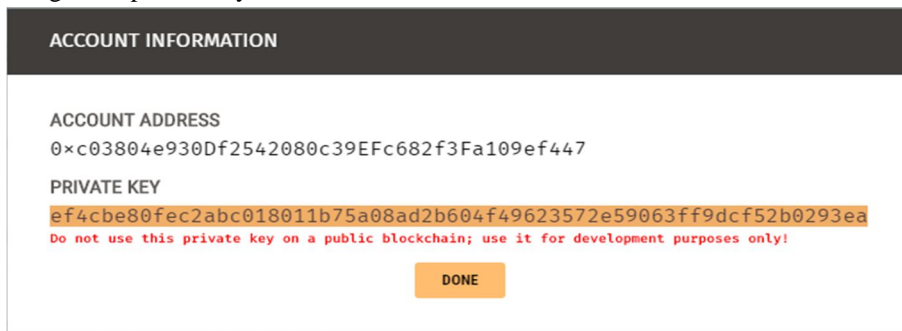 ACCOUNT INFORMATION
ACCOUNT ADDRESS
0×c03804e930Df2542080c39EFc682f3Fa109ef447
PRIVATE KEY
ef4cbe80fec2abc018011b75a08ad2b604f49623572e59063ff9dcf52b0293ea
Do not use this private key on a public blockchain; use it for development purposes only!
DONE